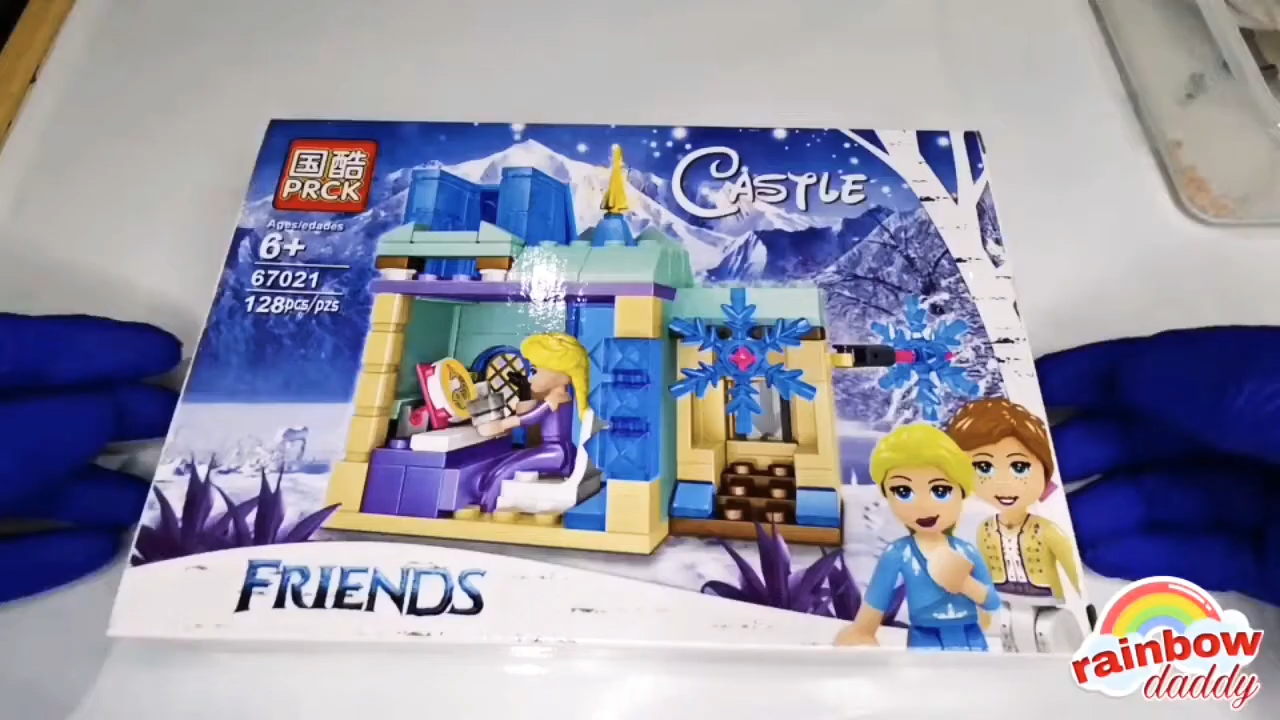 国酷
PRCK
Ages/edades
6+
67021
128pcs/pzs
CASTLE
FRIENDS
rainbow
daddy